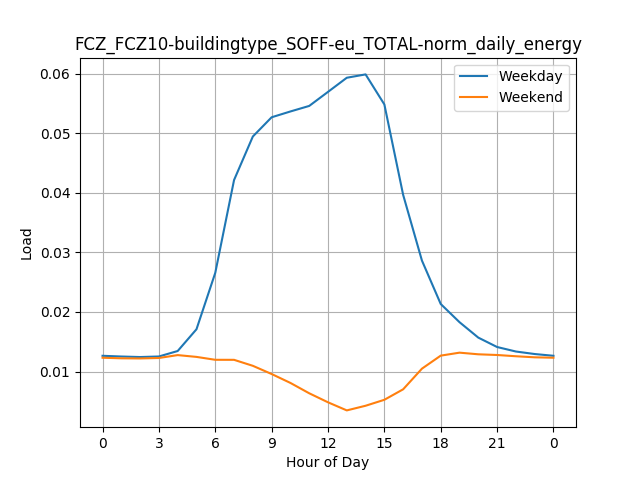 FCZ_FCZ10-buildingtype_SOFF-eu_TOTAL-norm_daily_energy
Weekday
Weekend
0.06
0.05
0.04
0.03
0.02
0.01
Load
0 3 6 9 12 15 18 21 0
Hour of Day